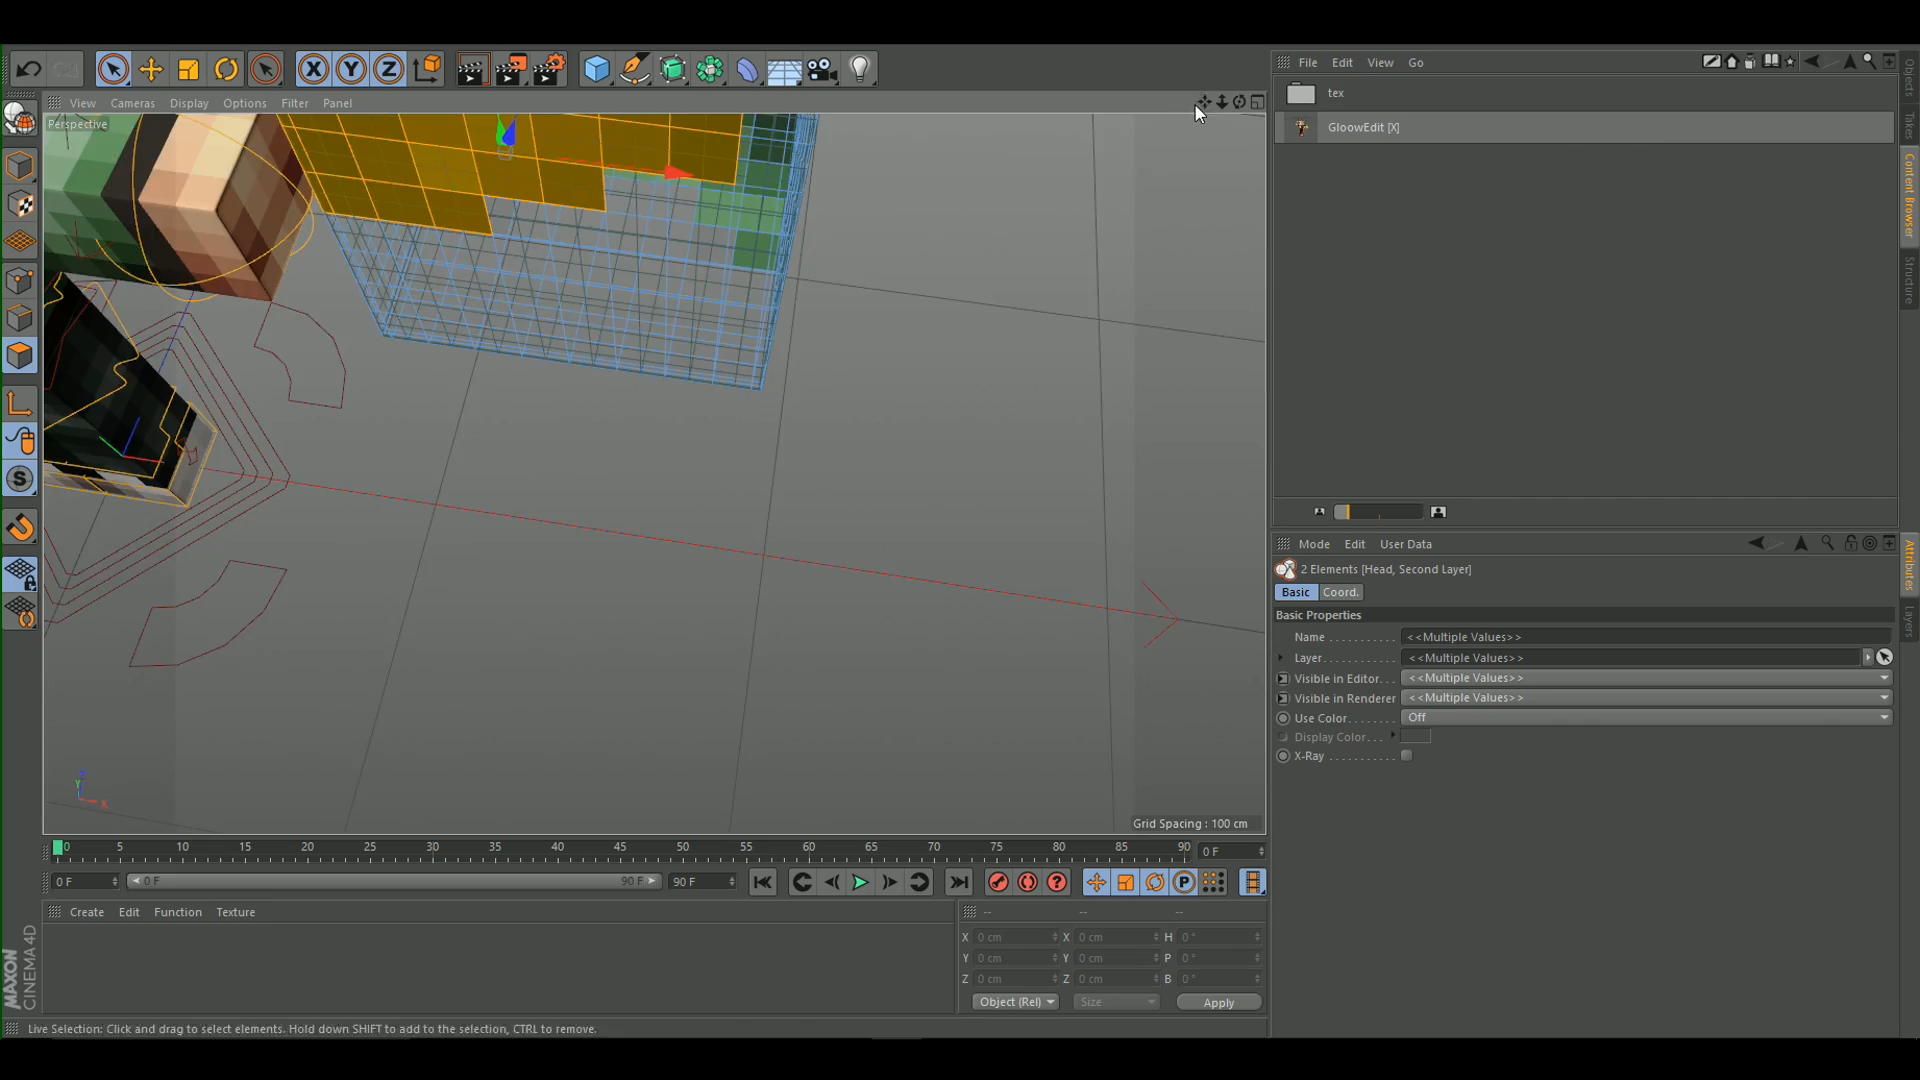 X Y Z
File Edit View Go
View Cameras Display Options Filter Panel
Perspective
tex
GloowEdit [X]
Objects
Takes
Content Browser
Structure
S
Mode Edit User Data
2 Elements [Head, Second Layer]
Basic Coord.
Basic Properties
Name <<Multiple Values>>
Layer <<Multiple Values>>
Visible in Editor <<Multiple Values>>
Visible in Renderer <<Multiple Values>>
Use Color Off
Display Color
X-Ray
Attributes
Layers
Y
X
Grid Spacing : 100 cm
0 5 10 15 20 25 30 35 40 45 50 55 60 65 70 75 80 85 90 0 F
0 F 0 F 90 F 90 F ? P
Create Edit Function Texture
-- -- --
X 0 cm X 0 cm H 0 °
Y 0 cm Y 0 cm P 0 °
Z 0 cm Z 0 cm B 0 °
Object (Rel) Size Apply
MAXON
CINEMA 4D
Live Selection: Click and drag to select elements. Hold down SHIFT to add to the selection, CTRL to remove.